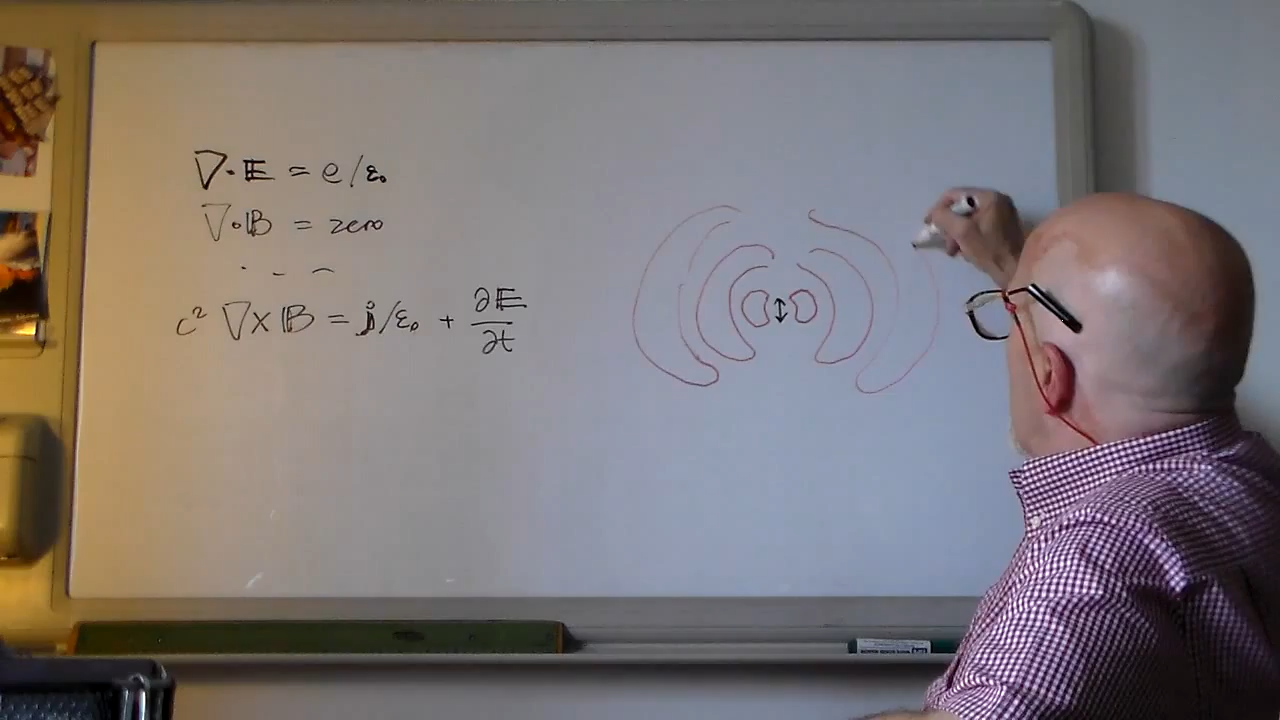 ∇·E = ρ/ε₀
∇·B = zero
· – ⌒
c² ∇×B = j/ε₀ + ∂E/∂t